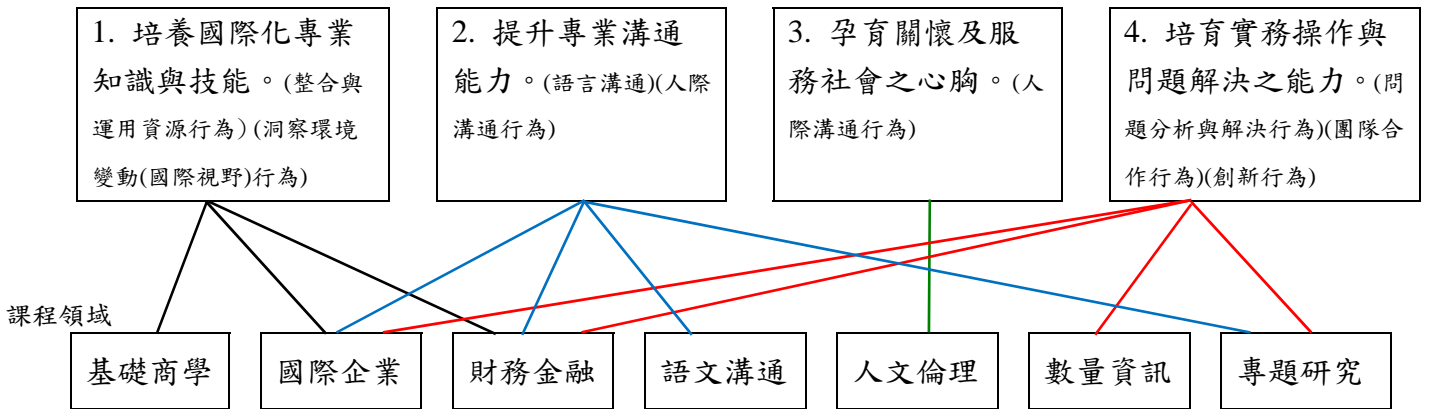 1. 培養國際化專業
知識與技能。(整合與
運用資源行為)(洞察環境
變動(國際視野)行為)
2. 提升專業溝通
能力。(語言溝通)(人際
溝通行為)
3. 孕育關懷及服
務社會之心胸。(人
際溝通行為)
4. 培育實務操作與
問題解決之能力。(問
題分析與解決行為)(團隊合
作行為)(創新行為)
課程領域
基礎商學
國際企業
財務金融
語文溝通
人文倫理
數量資訊
專題研究